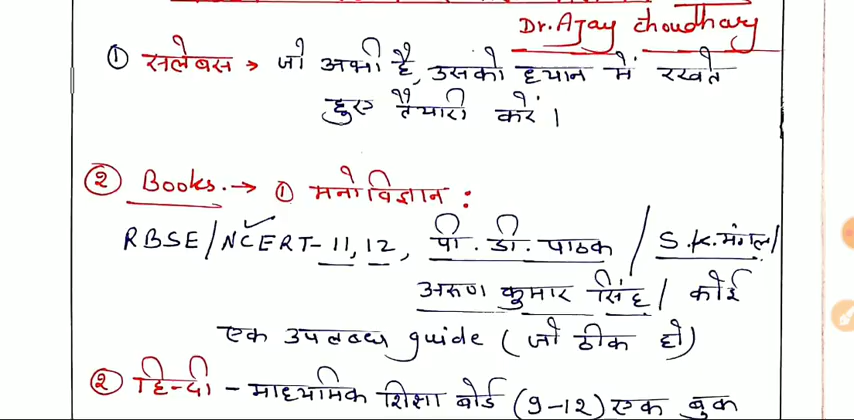 Dr. Ajay Choudhary
① सलेबस → जो अभी है, उसको ध्यान में रखते
हुए तैयारी करें।
② Books. → ① मनोविज्ञान :
RBSE/NCERT-11, 12, पी. डी. पाठक / S.K. मंगल/
अरुण कुमार सिंह / कोई
एक उपलब्ध guide (जो ठीक हो)
② हिन्दी - माध्यमिक शिक्षा बोर्ड (9-12) एक बुक